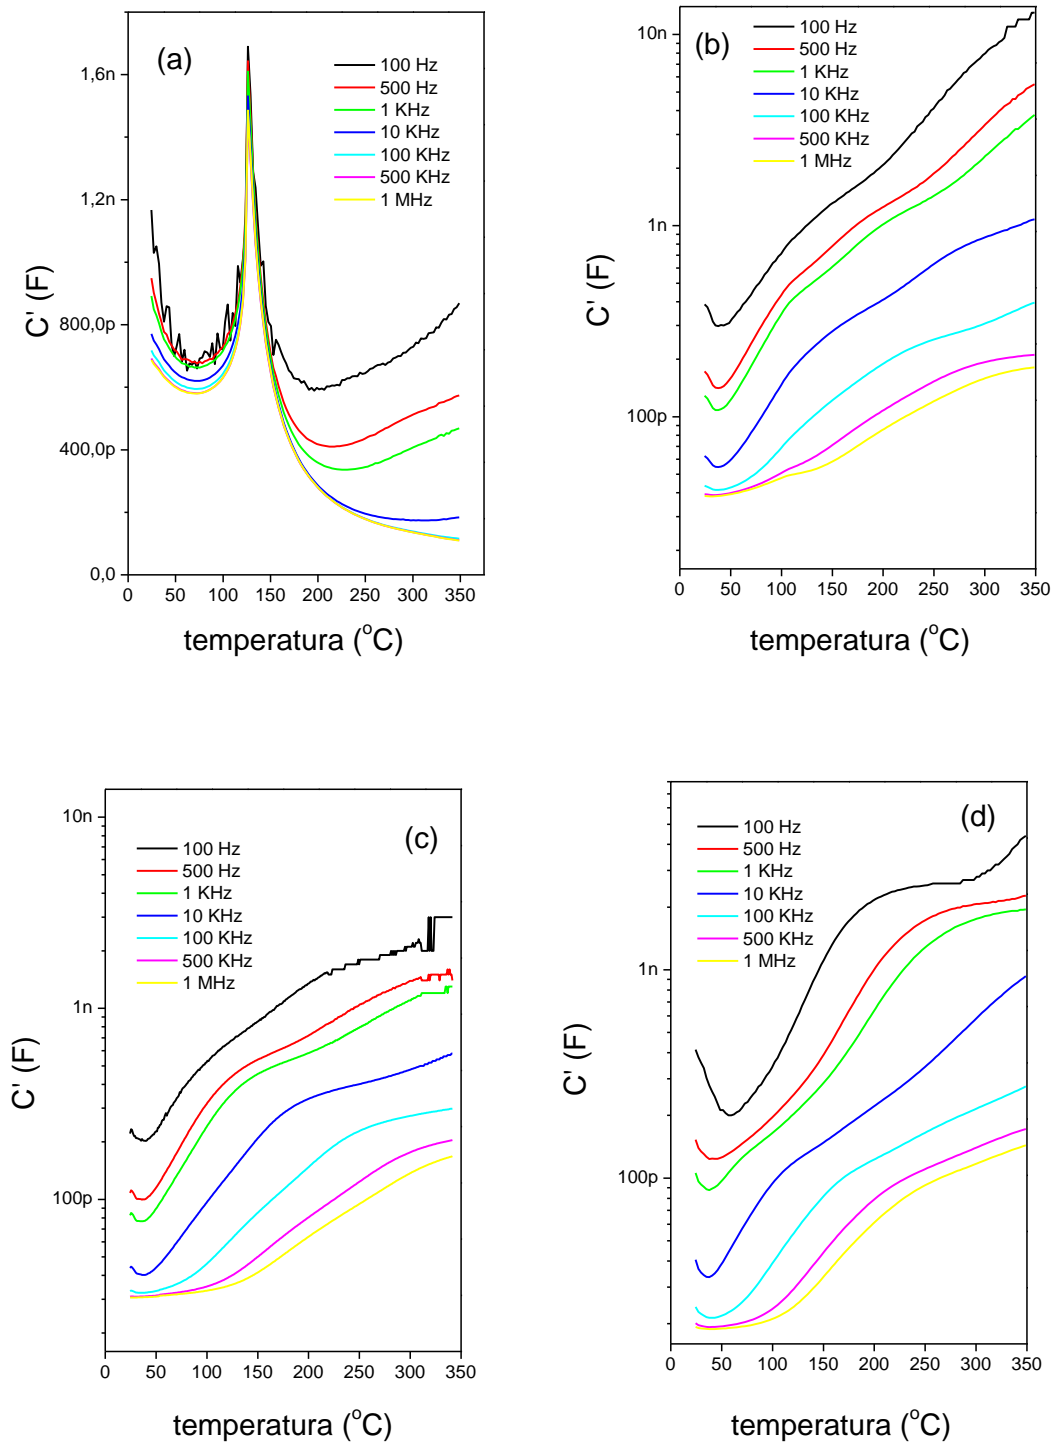 (a)
100 Hz
500 Hz
1 KHz
10 KHz
100 KHz
500 KHz
1 MHz
1,6n
1,2n
800,0p
400,0p
0,0
C' (F)
0 50 100 150 200 250 300 350
temperatura (°C)
(b)
100 Hz
500 Hz
1 KHz
10 KHz
100 KHz
500 KHz
1 MHz
10n
1n
100p
C' (F)
0 50 100 150 200 250 300 350
temperatura (°C)
(c)
100 Hz
500 Hz
1 KHz
10 KHz
100 KHz
500 KHz
1 MHz
10n
1n
100p
C' (F)
0 50 100 150 200 250 300 350
temperatura (°C)
(d)
100 Hz
500 Hz
1 KHz
10 KHz
100 KHz
500 KHz
1 MHz
1n
100p
C' (F)
0 50 100 150 200 250 300 350
temperatura (°C)